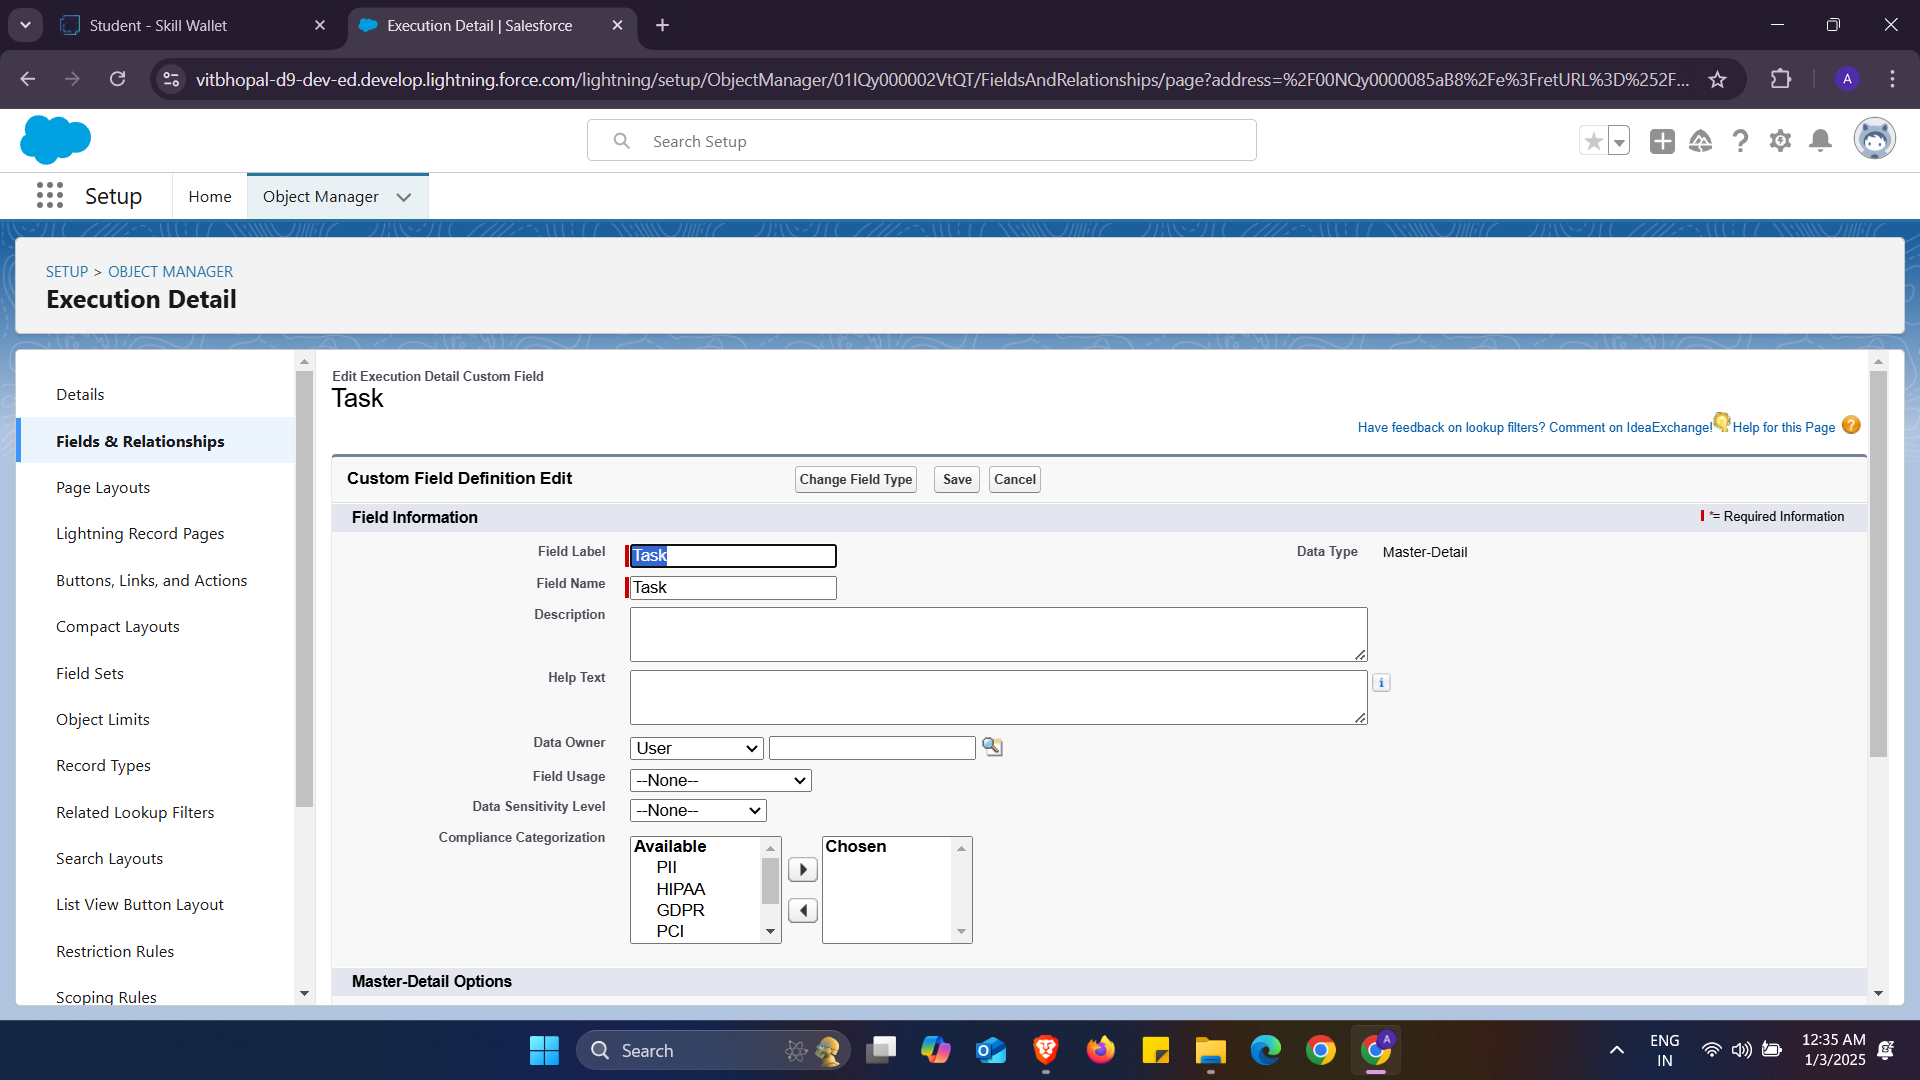 Student - Skill Wallet
Execution Detail | Salesforce
vitbhopal-d9-dev-ed.develop.lightning.force.com/lightning/setup/ObjectManager/01IQy000002VtQT/FieldsAndRelationships/page?address=%2F00NQy0000085aB8%2Fe%3FretURL%3D%252F...
A
Search Setup
Setup
Home
Object Manager
SETUP > OBJECT MANAGER
Execution Detail
Details
Fields & Relationships
Page Layouts
Lightning Record Pages
Buttons, Links, and Actions
Compact Layouts
Field Sets
Object Limits
Record Types
Related Lookup Filters
Search Layouts
List View Button Layout
Restriction Rules
Scoping Rules
Edit Execution Detail Custom Field
Task
Have feedback on lookup filters? Comment on IdeaExchange! Help for this Page ?
Custom Field Definition Edit
Change Field Type
Save
Cancel
Field Information
* = Required Information
Field Label
Task
Data Type
Master-Detail
Field Name
Task
Description
Help Text
i
Data Owner
User
Field Usage
--None--
Data Sensitivity Level
--None--
Compliance Categorization
Available
PII
HIPAA
GDPR
PCI
Chosen
Master-Detail Options
Search
A
ENG
IN
12:35 AM
1/3/2025